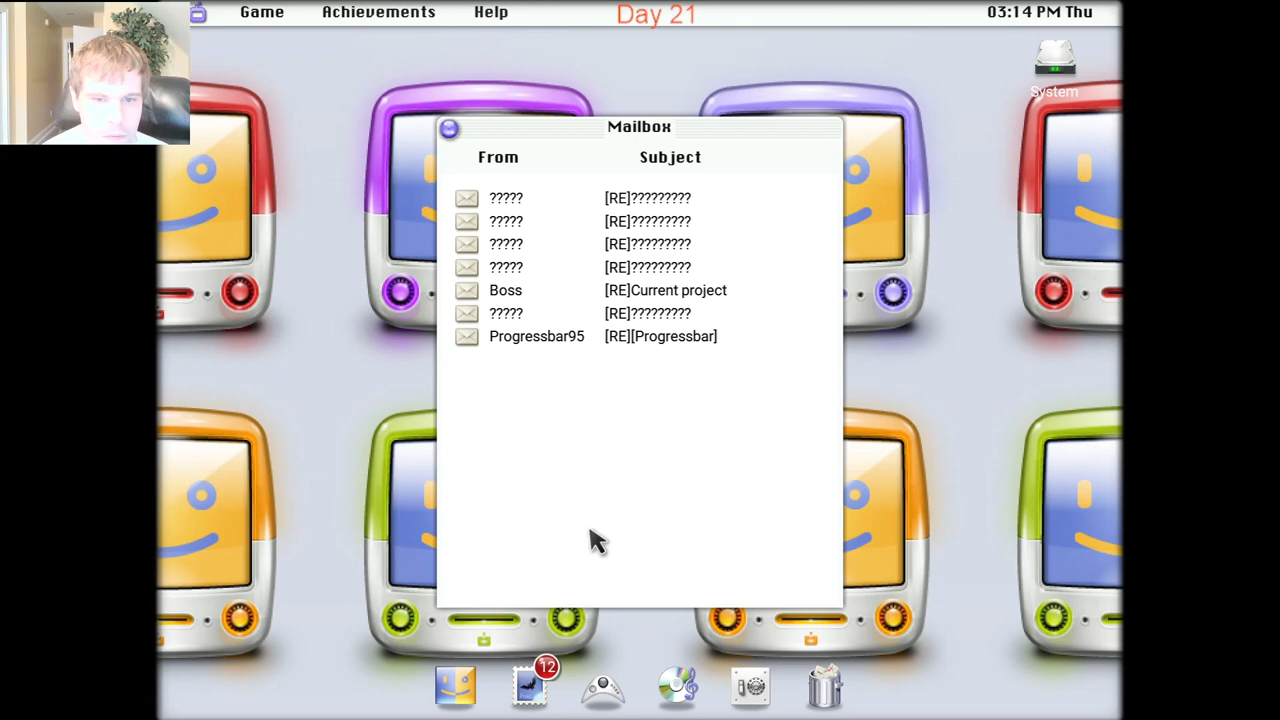 Game Achievements Help Day 21 03:14 PM Thu
System
Mailbox
From Subject
????? [RE]?????????
????? [RE]?????????
????? [RE]?????????
????? [RE]?????????
Boss [RE]Current project
????? [RE]?????????
Progressbar95 [RE][Progressbar]
12